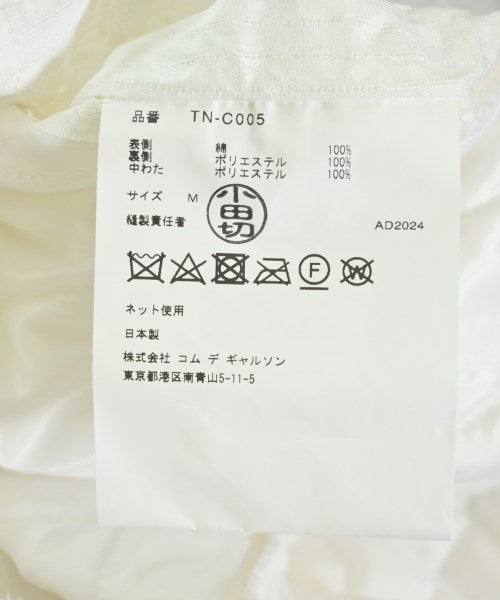 品番 TN-C005
表側 綿 100%
裏側 ポリエステル 100%
中わた ポリエステル 100%
サイズ M
小田切
縫製責任者
AD2024
F W
ネット使用
日本製
株式会社 コム デ ギャルソン
東京都港区南青山5-11-5